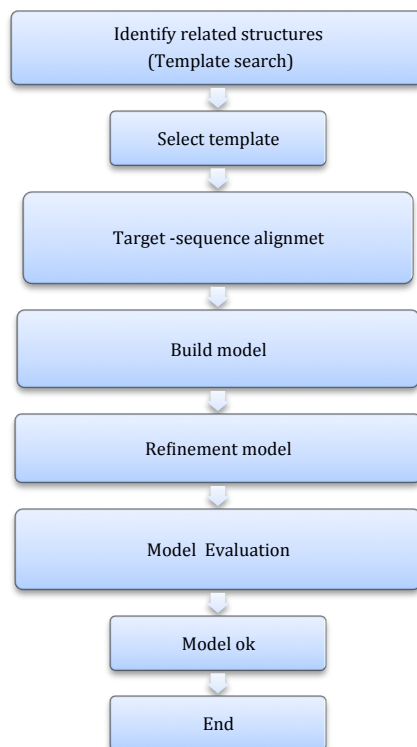 Identify related structures
(Template search)
Select template
Target -sequence alignmet
Build model
Refinement model
Model  Evaluation
Model ok
End